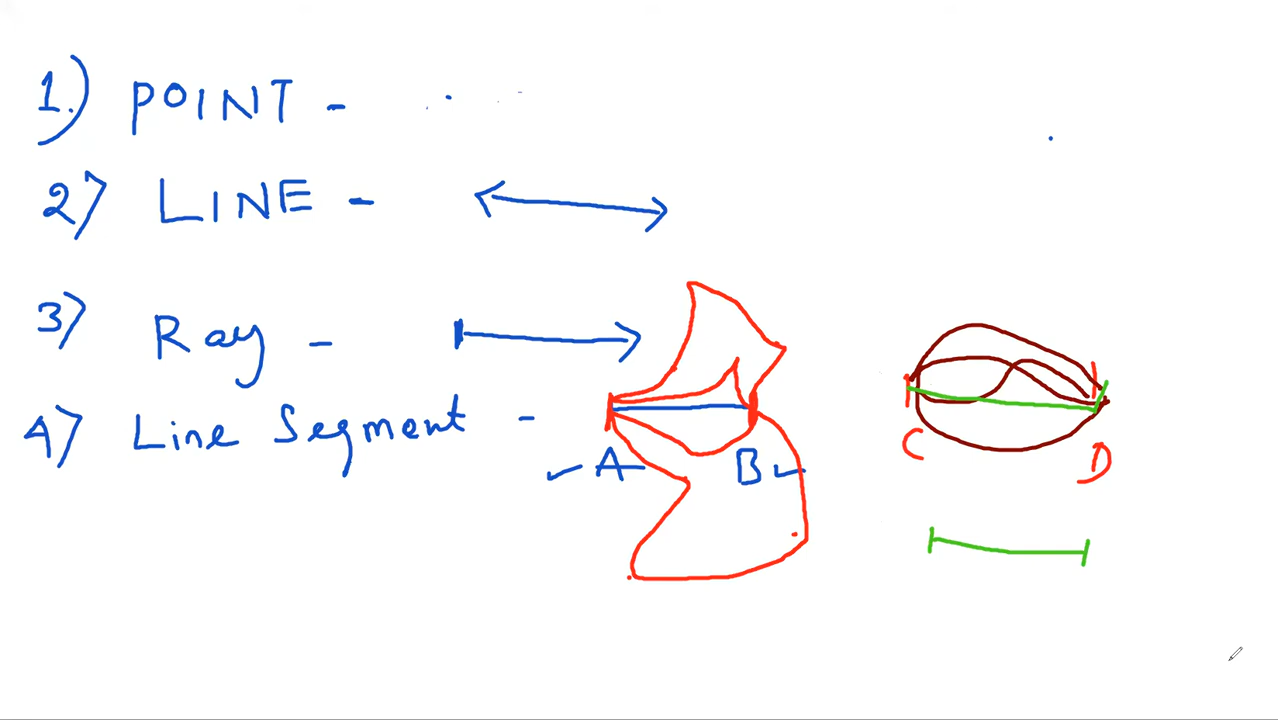 1.) POINT -
2) LINE -
3) Ray -
4) Line Segment -
A B
C D